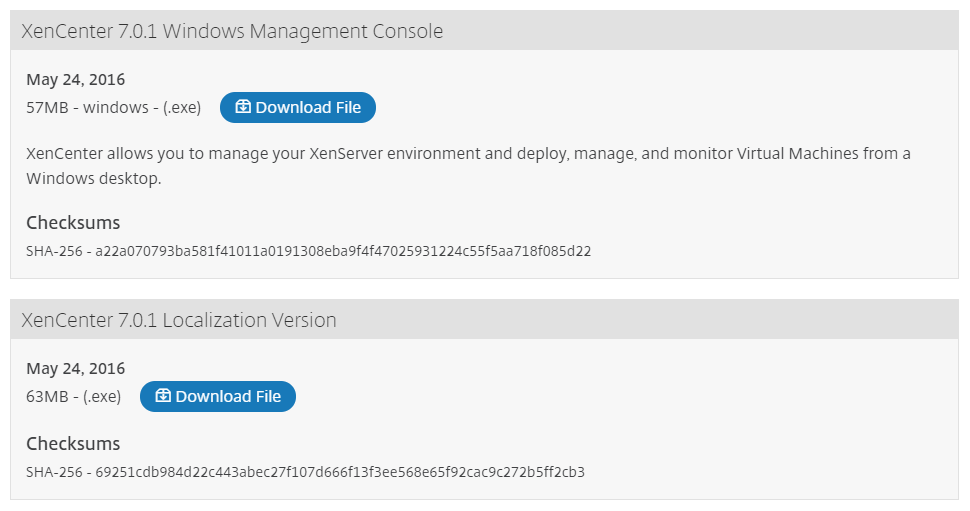 XenCenter 7.0.1 Windows Management Console
May 24, 2016
57MB - windows - (.exe) Download File
XenCenter allows you to manage your XenServer environment and deploy, manage, and monitor Virtual Machines from a
Windows desktop.
Checksums
SHA-256 - a22a070793ba581f41011a0191308eba9f4f47025931224c55f5aa718f085d22
XenCenter 7.0.1 Localization Version
May 24, 2016
63MB - (.exe) Download File
Checksums
SHA-256 - 69251cdb984d22c443abec27f107d666f13f3ee568e65f92cac9c272b5ff2cb3